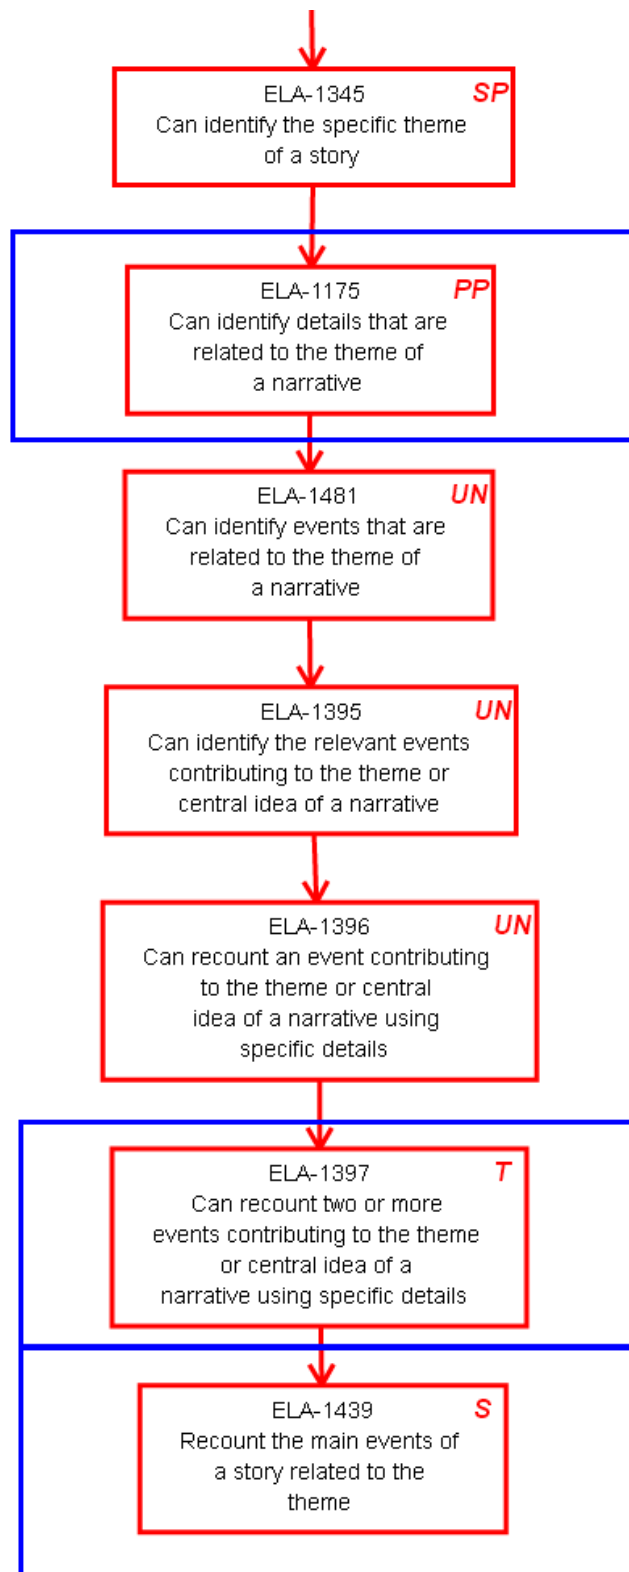 ELA-1345 SP
Can identify the specific theme
of a story
ELA-1175 PP
Can identify details that are
related to the theme of
a narrative
ELA-1481 UN
Can identify events that are
related to the theme of
a narrative
ELA-1395 UN
Can identify the relevant events
contributing to the theme or
central idea of a narrative
ELA-1396 UN
Can recount an event contributing
to the theme or central
idea of a narrative using
specific details
ELA-1397 T
Can recount two or more
events contributing to the theme
or central idea of a
narrative using specific details
ELA-1439 S
Recount the main events of
a story related to the
theme